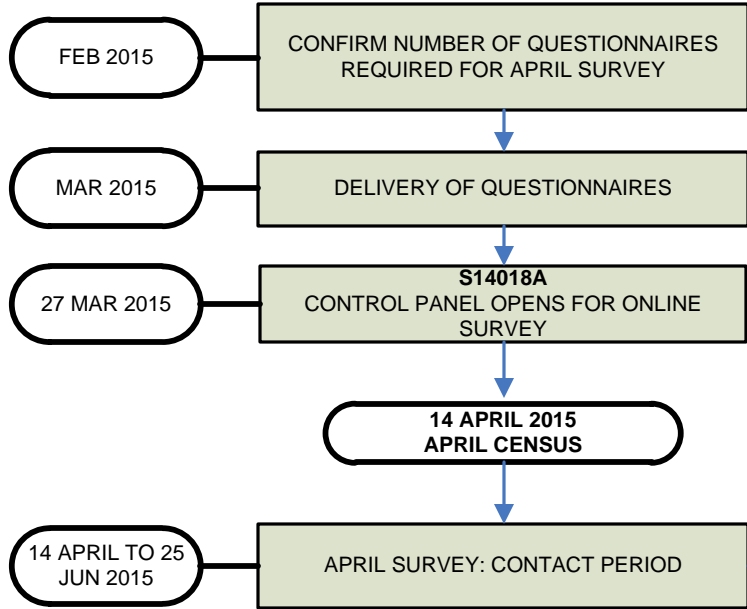 FEB 2015
CONFIRM NUMBER OF QUESTIONNAIRES
REQUIRED FOR APRIL SURVEY
MAR 2015
DELIVERY OF QUESTIONNAIRES
27 MAR 2015
S14018A
CONTROL PANEL OPENS FOR ONLINE
SURVEY
14 APRIL 2015
APRIL CENSUS
14 APRIL TO 25
JUN 2015
APRIL SURVEY: CONTACT PERIOD